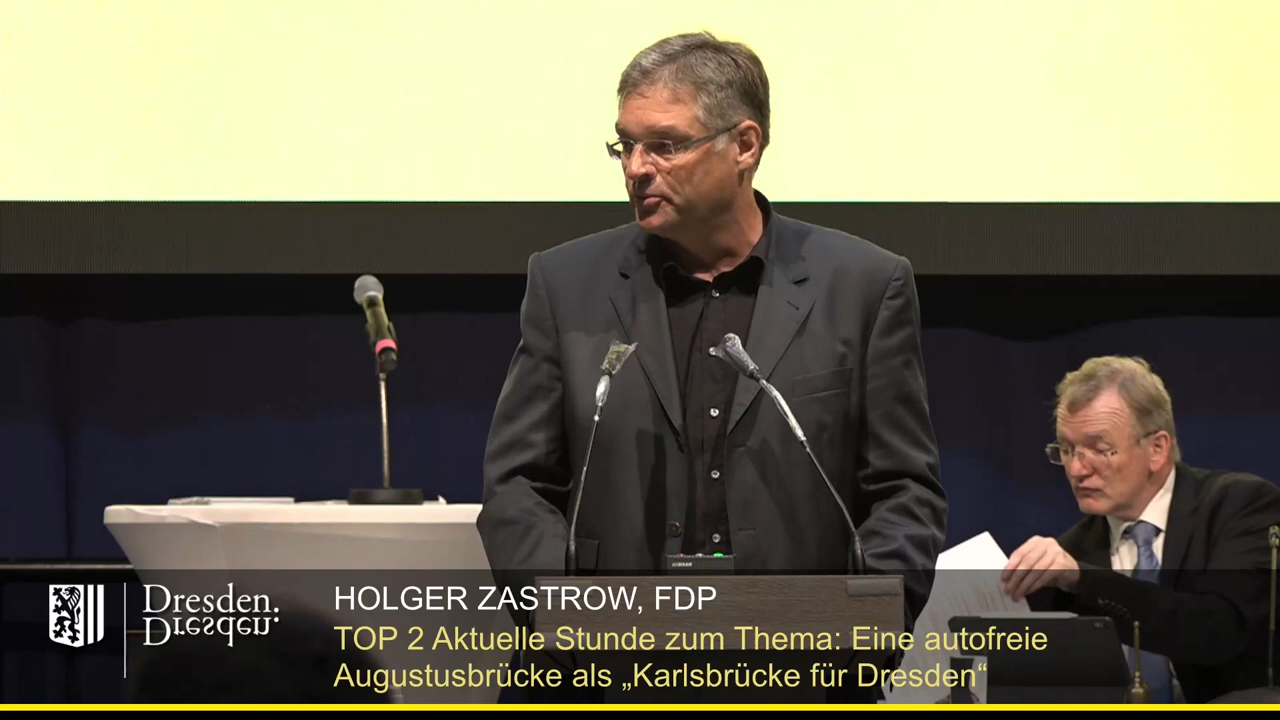 Dresden.
Dresden.
HOLGER ZASTROW, FDP
TOP 2 Aktuelle Stunde zum Thema: Eine autofreie
Augustusbrücke als „Karlsbrücke für Dresden“